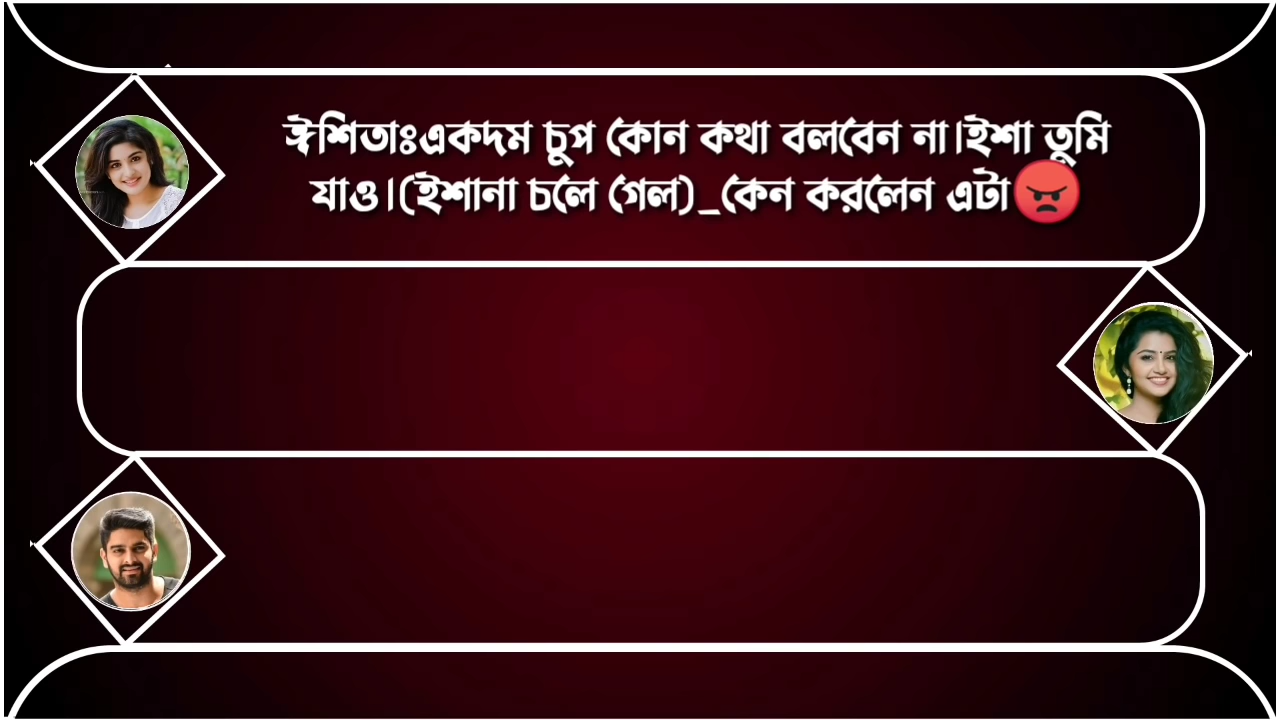 ঈশিতাঃএকদম চুপ কোন কথা বলবেন না।ইশা তুমি
যাও।(ইশানা চলে গেল)_কেন করলেন এটা😡